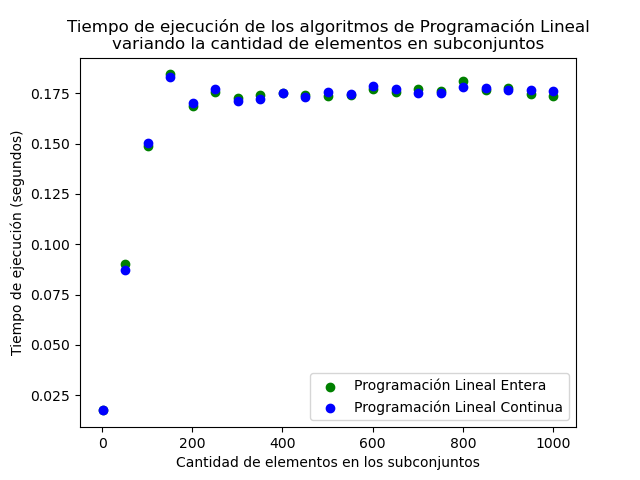 Tiempo de ejecución de los algoritmos de Programación Lineal
variando la cantidad de elementos en subconjuntos
Tiempo de ejecución (segundos)
0.175
0.150
0.125
0.100
0.075
0.050
0.025
Programación Lineal Entera
Programación Lineal Continua
0 200 400 600 800 1000
Cantidad de elementos en los subconjuntos